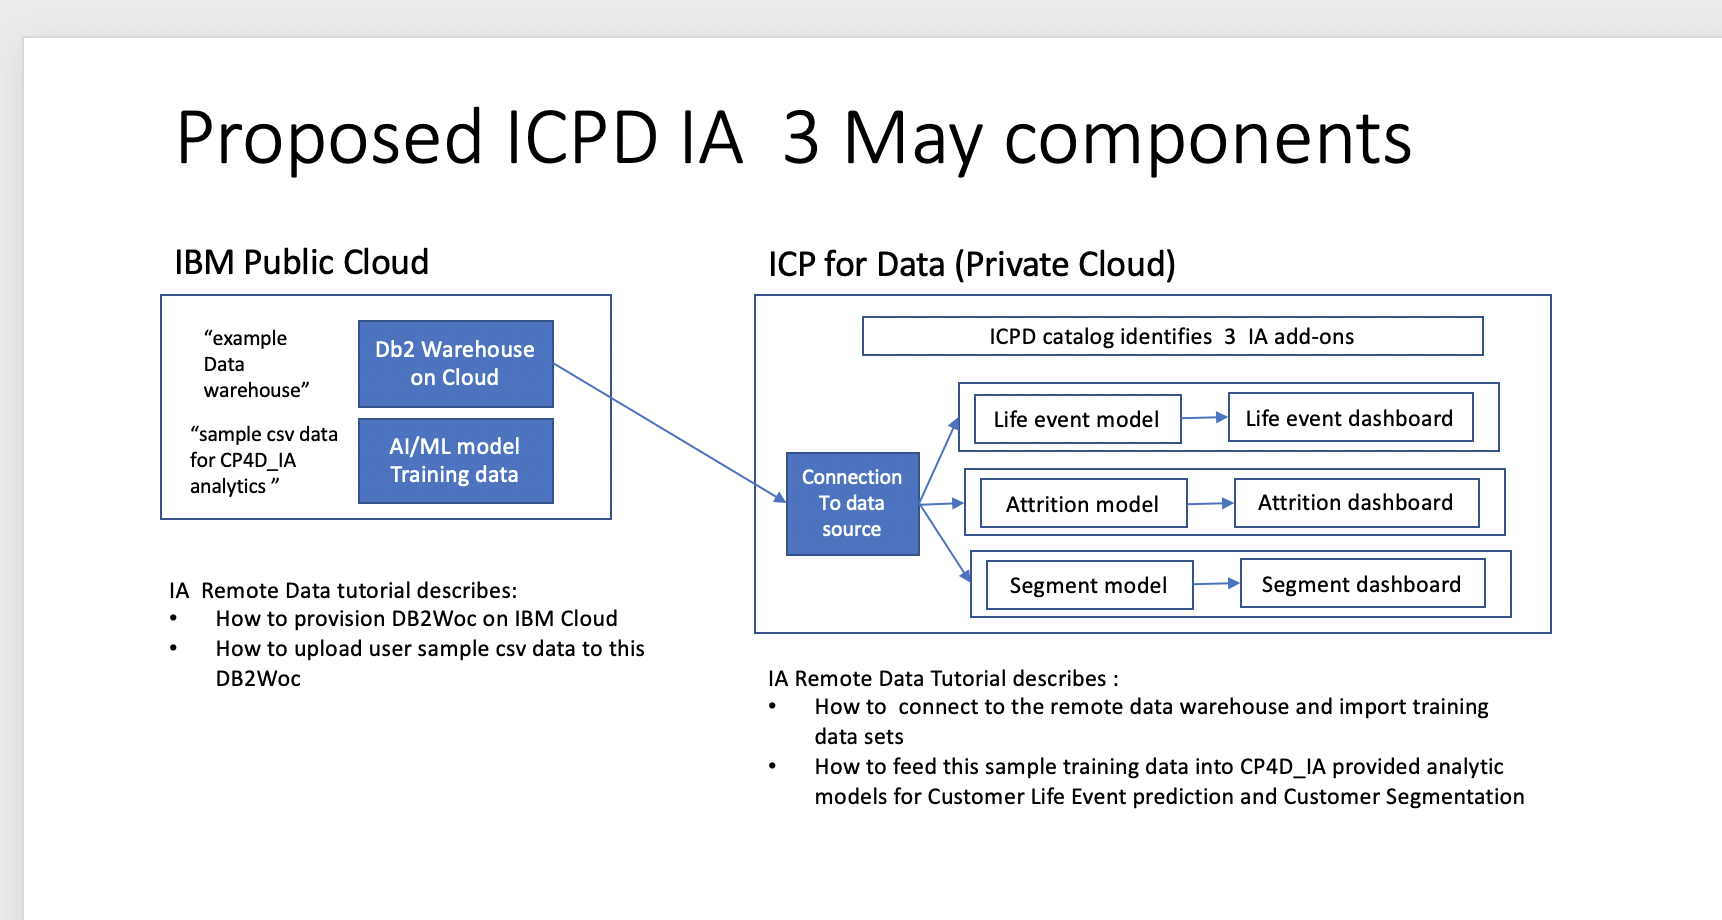 Proposed ICPD IA  3 May components
IBM Public Cloud
“example
Data
warehouse”
Db2 Warehouse
on Cloud
“sample csv data
for CP4D_IA
analytics ”
AI/ML model
Training data
IA  Remote Data tutorial describes:
• How to provision DB2Woc on IBM Cloud
• How to upload user sample csv data to this
DB2Woc
ICP for Data (Private Cloud)
ICPD catalog identifies  3  IA add-ons
Connection
To data
source
Life event model
Life event dashboard
Attrition model
Attrition dashboard
Segment model
Segment dashboard
IA Remote Data Tutorial describes :
• How to  connect to the remote data warehouse and import training
data sets
• How to feed this sample training data into CP4D_IA provided analytic
models for Customer Life Event prediction and Customer Segmentation